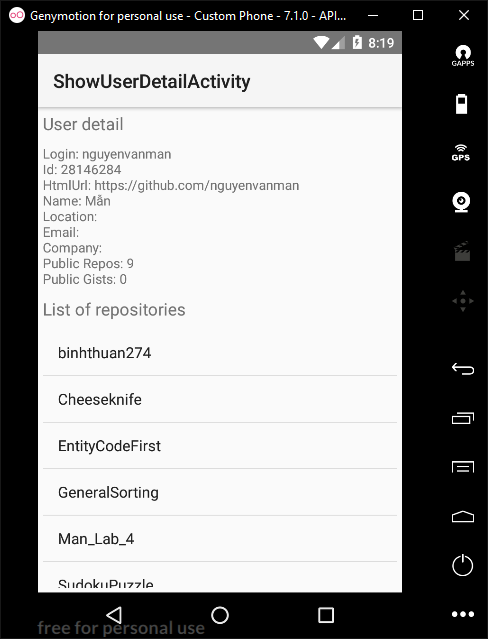 Genymotion for personal use - Custom Phone - 7.1.0 - API...
8:19
GAPPS
ShowUserDetailActivity
User detail
GPS
Login: nguyenvanman
Id: 28146284
HtmlUrl: https://github.com/nguyenvanman
Name: Mẫn
Location:
Email:
Company:
Public Repos: 9
Public Gists: 0
List of repositories
binhthuan274
Cheeseknife
EntityCodeFirst
GeneralSorting
Man_Lab_4
SudokuPuzzle
free for personal use